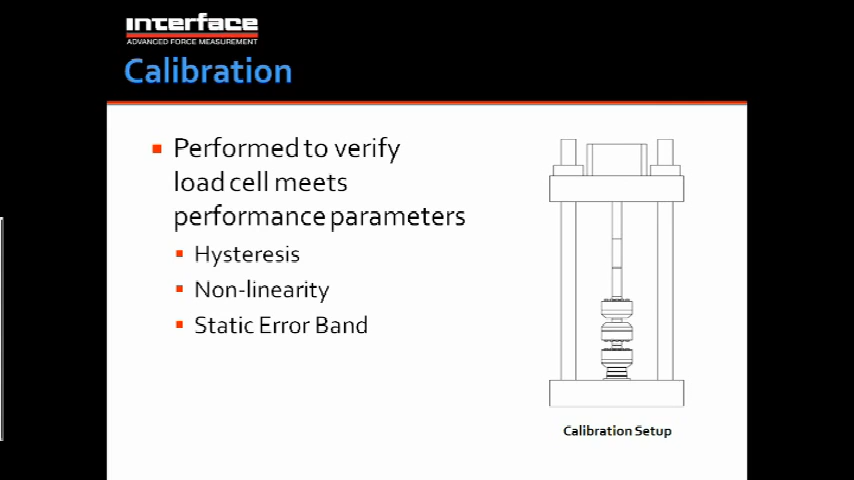 Interface
ADVANCED FORCE MEASUREMENT
Calibration
Performed to verify
load cell meets
performance parameters
Hysteresis
Non-linearity
Static Error Band
Calibration Setup